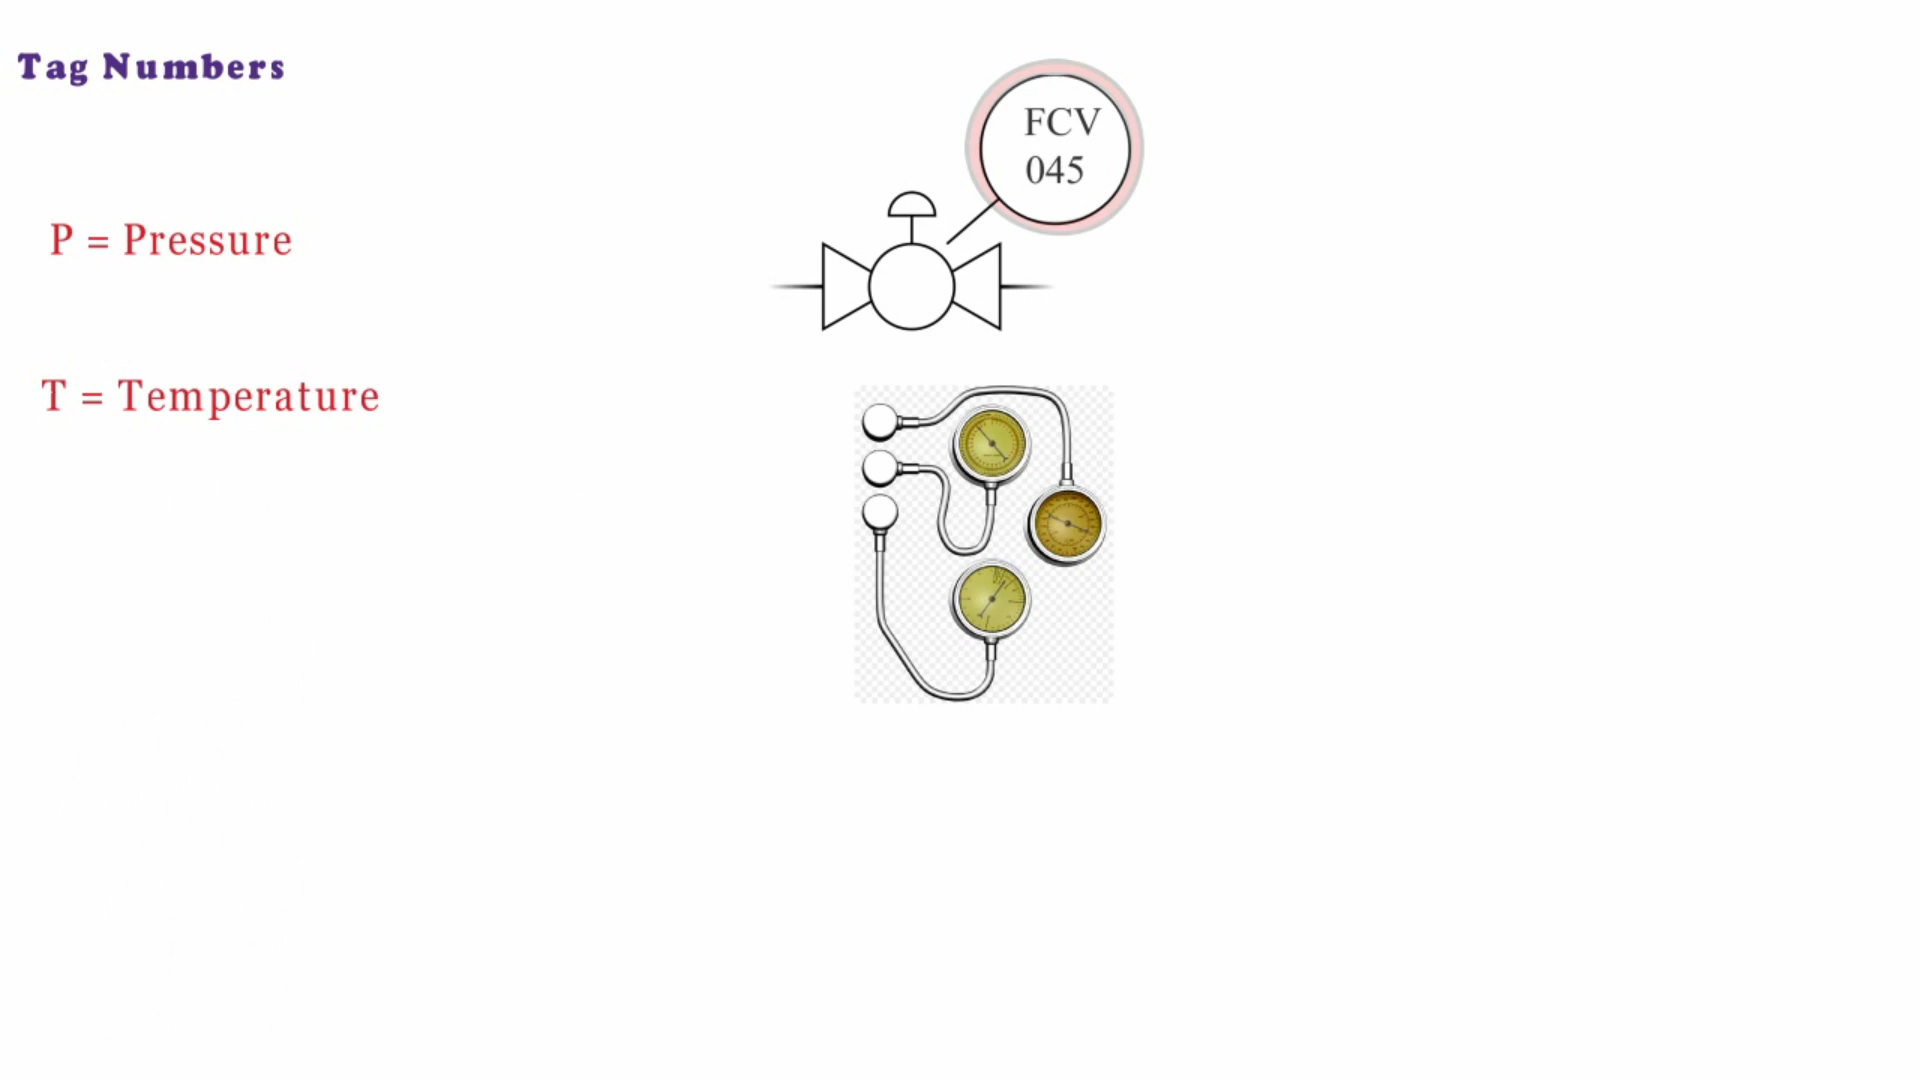 Tag Numbers
FCV
045
P = Pressure
T = Temperature